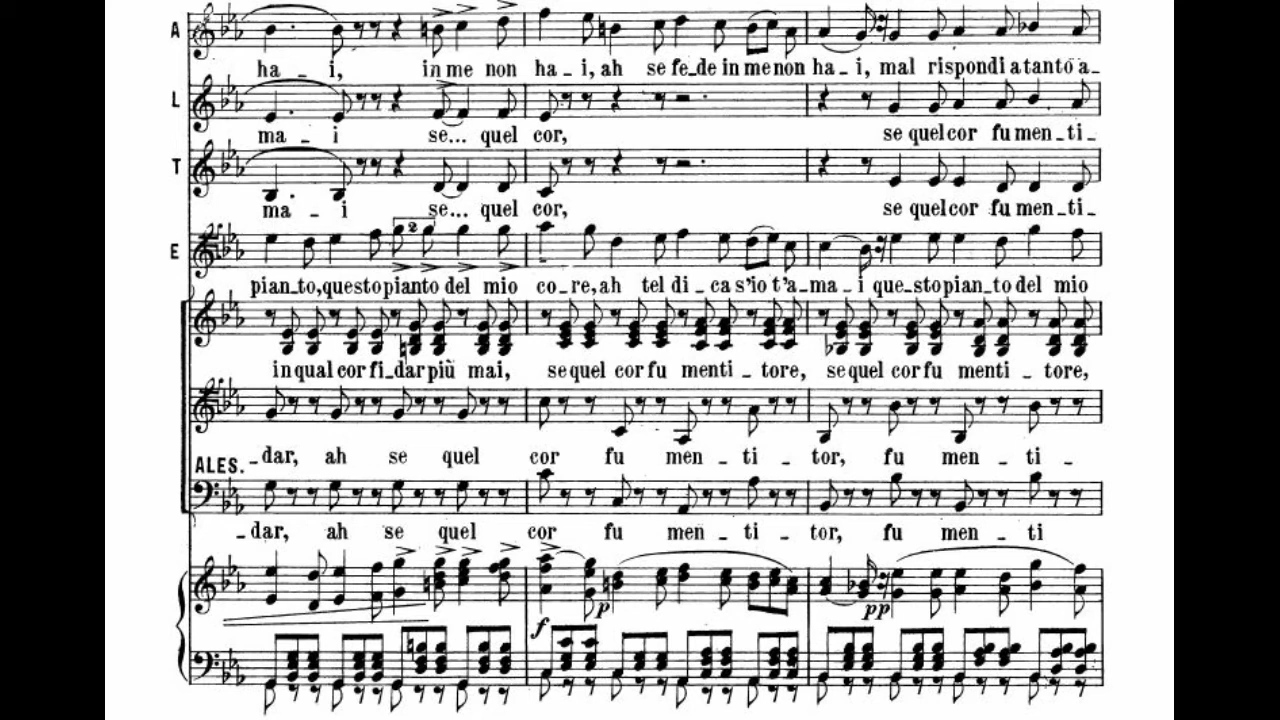 A
ha - i, in me non ha - i, ah se fe - de in me non ha - i, mal rispondi a tanto a -
L
ma - i se... quel cor, se quel cor fu men - ti -
T
ma - i se... quel cor, se quel cor fu men - ti -
2
E
pian - to, questo pianto del mio co - re, ah tel di - ca s'io t'a - ma - i que - sto pian - to del mio
in qual cor fi - dar più mai, se quel cor fu menti - tore, se quel cor fu menti - tore,
- dar, ah se quel cor fu men - ti - tor, fu men - ti -
ALES.
- dar, ah se quel cor fu men - ti - tor, fu men - ti
p pp
f